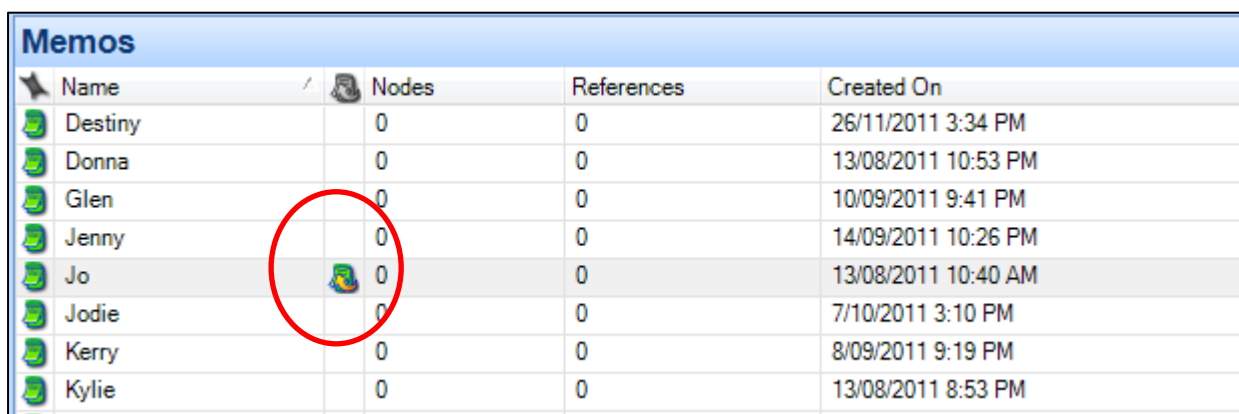 Memos
Name Nodes References Created On
Destiny 0 0 26/11/2011 3:34 PM
Donna 0 0 13/08/2011 10:53 PM
Glen 0 0 10/09/2011 9:41 PM
Jenny 0 0 14/09/2011 10:26 PM
Jo 0 0 13/08/2011 10:40 AM
Jodie 0 0 7/10/2011 3:10 PM
Kerry 0 0 8/09/2011 9:19 PM
Kylie 0 0 13/08/2011 8:53 PM